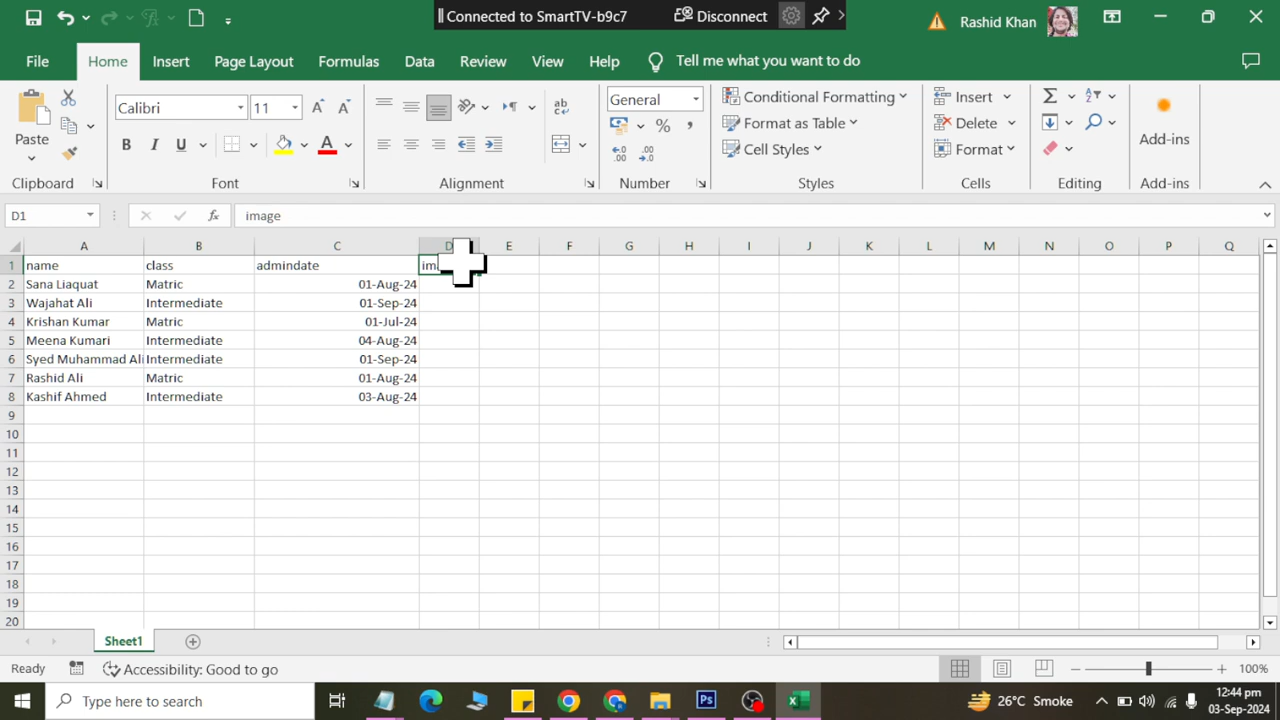 Connected to SmartTV-b9c7 Disconnect
Rashid Khan
File Home Insert Page Layout Formulas Data Review View Help Tell me what you want to do
Paste
Calibri 11
B I U A
ab
General
% ,
Conditional Formatting
Format as Table
Cell Styles
Insert
Delete
Format
Add-ins
Clipboard Font Alignment Number Styles Cells Editing Add-ins
D1 fx image
A B C D E F G H I J K L M N O P Q
1 name class admindate
2 Sana Liaquat Matric 01-Aug-24
3 Wajahat Ali Intermediate 01-Sep-24
4 Krishan Kumar Matric 01-Jul-24
5 Meena Kumari Intermediate 04-Aug-24
6 Syed Muhammad Ali Intermediate 01-Sep-24
7 Rashid Ali Matric 01-Aug-24
8 Kashif Ahmed Intermediate 03-Aug-24
9
10
11
12
13
14
15
16
17
18
19
20
Sheet1
Ready Accessibility: Good to go 100%
Type here to search
26°C Smoke
12:44 pm
03-Sep-2024